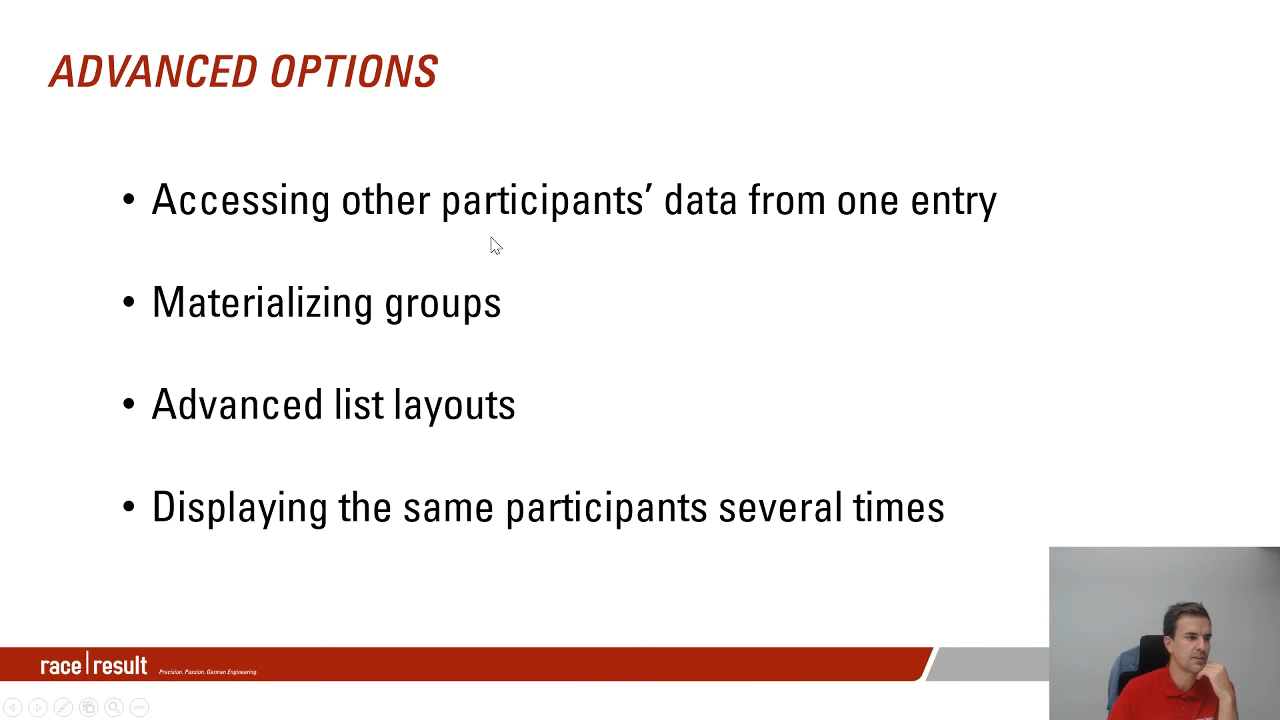 ADVANCED OPTIONS
• Accessing other participants’ data from one entry
• Materializing groups
• Advanced list layouts
• Displaying the same participants several times
race|result Precision. Passion. German Engineering.